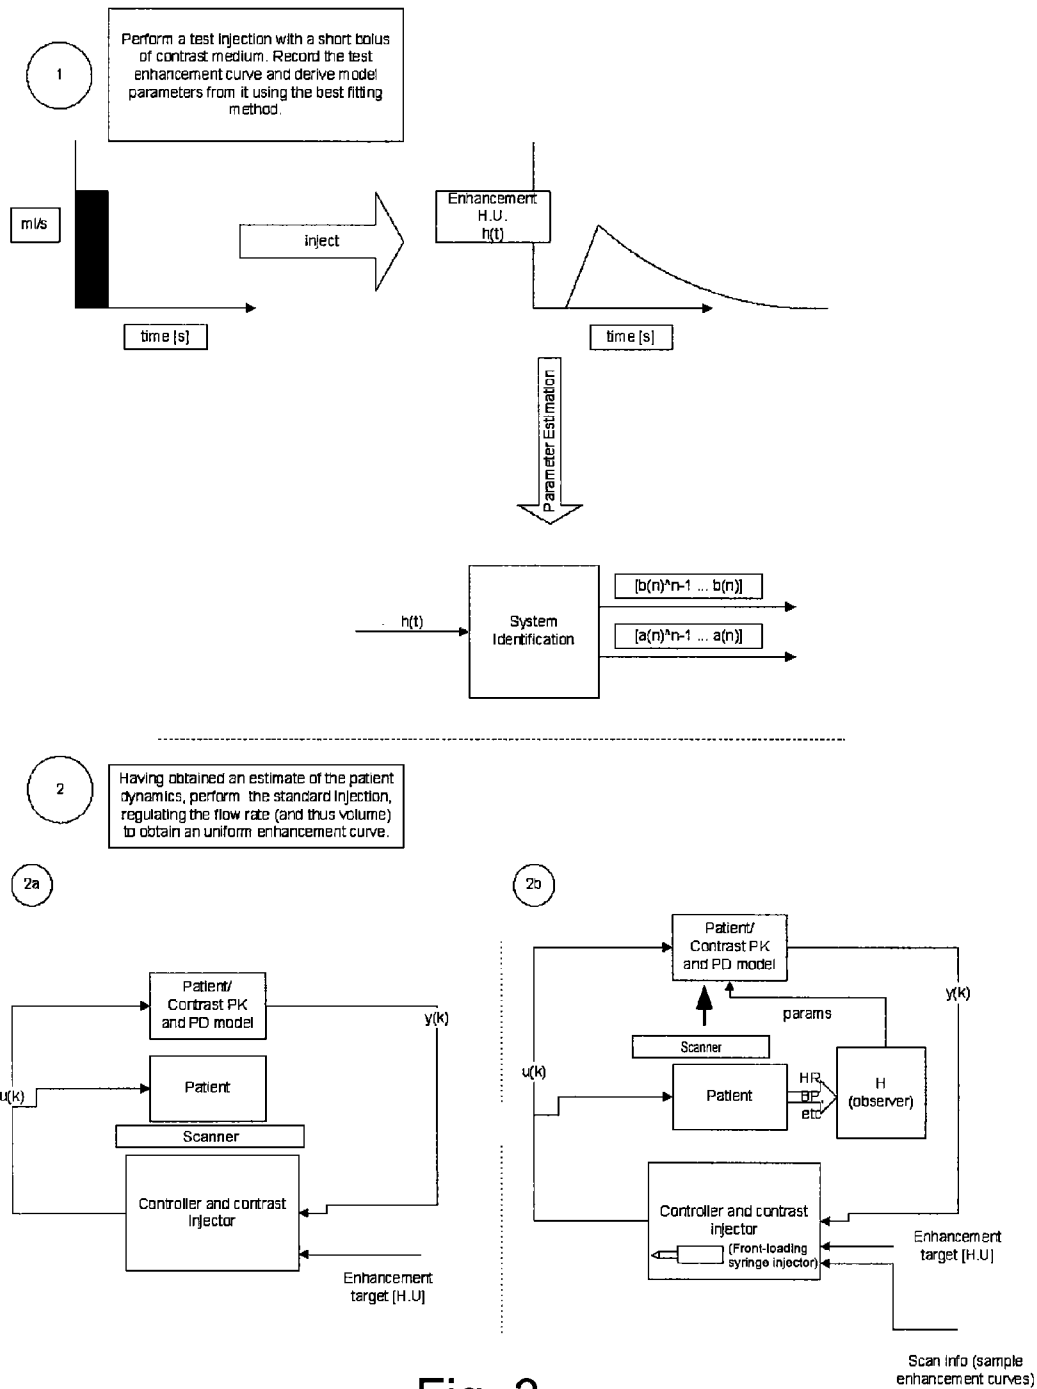 1
Perform a test injection with a short bolus
of contrast medium. Record the test
enhancement curve and derive model
parameters from it using the best fitting
method.
ml/s
inject
Enhancement
H.U.
h(t)
time [s]
time [s]
Parameter Estimation
h(t)
System
Identification
[b(n)^n-1 ... b(n)]
[a(n)^n-1 ... a(n)]
2
Having obtained an estimate of the patient
dynamics, perform the standard injection,
regulating the flow rate (and thus volume)
to obtain an uniform enhancement curve.
2a
Patient/
Contrast PK
and PD model
y(k)
u(k)
Patient
Scanner
Controller and contrast
injector
Enhancement
target [H.U]
2b
Patient/
Contrast PK
and PD model
y(k)
params
Scanner
u(k)
Patient
HR
BP
etc
H
(observer)
Controller and contrast
injector
(Front-loading
syringe injector)
Enhancement
target [H.U]
Scan info (sample
enhancement curves)